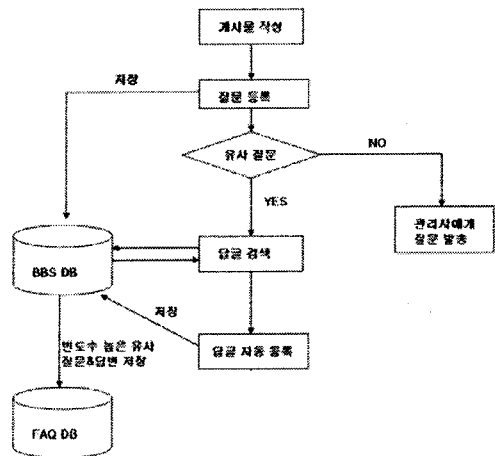 게시물 작성
저장
질문 등록
유사 질문
NO
YES
관리자에게
질문 발송
답글 검색
BBS DB
저장
빈도수 높은 유사
질문&답변 저장
답글 자동 등록
FAQ DB